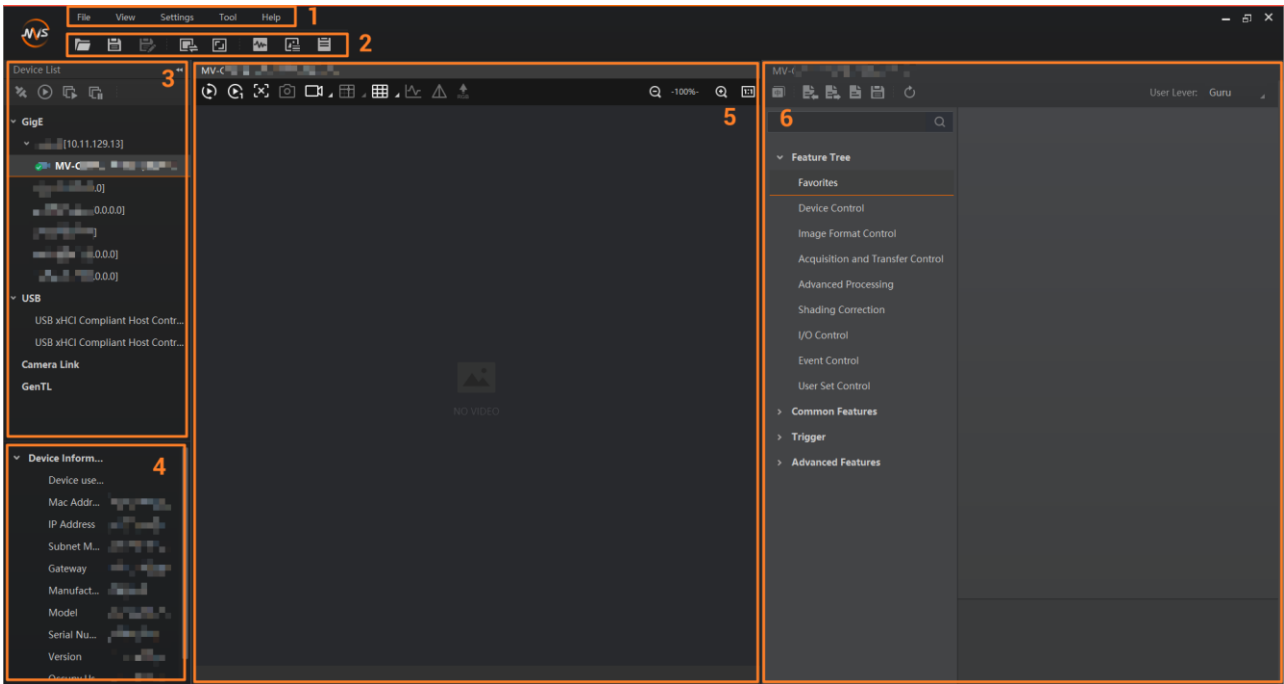 MVS
File View Settings Tool Help 1
2
Device List 3
GigE
[10.11.129.13]
MV-C
.0]
0.0.0]
]
.0.0.0]
.0.0.0]
USB
USB xHCI Compliant Host Contr...
USB xHCI Compliant Host Contr...
Camera Link
GenTL
Device Inform... 4
Device use...
Mac Addr...
IP Address
Subnet M...
Gateway
Manufact...
Model
Serial Nu...
Version
Occupy Us...
MV-C
-100%- 1:1
5
NO VIDEO
MV-C
User Lever: Guru
6
Feature Tree
Favorites
Device Control
Image Format Control
Acquisition and Transfer Control
Advanced Processing
Shading Correction
I/O Control
Event Control
User Set Control
Common Features
Trigger
Advanced Features